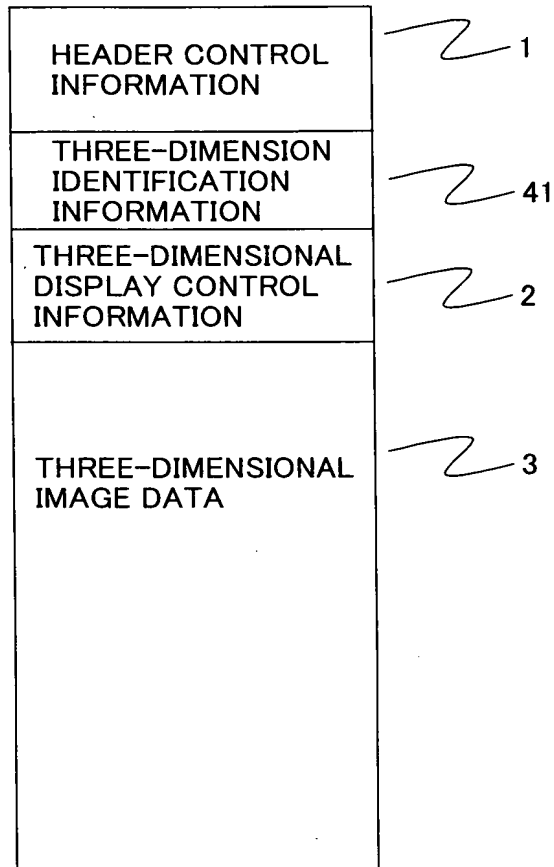 HEADER CONTROL
INFORMATION
1
THREE-DIMENSION
IDENTIFICATION
INFORMATION
41
THREE-DIMENSIONAL
DISPLAY CONTROL
INFORMATION
2
THREE-DIMENSIONAL
IMAGE DATA
3